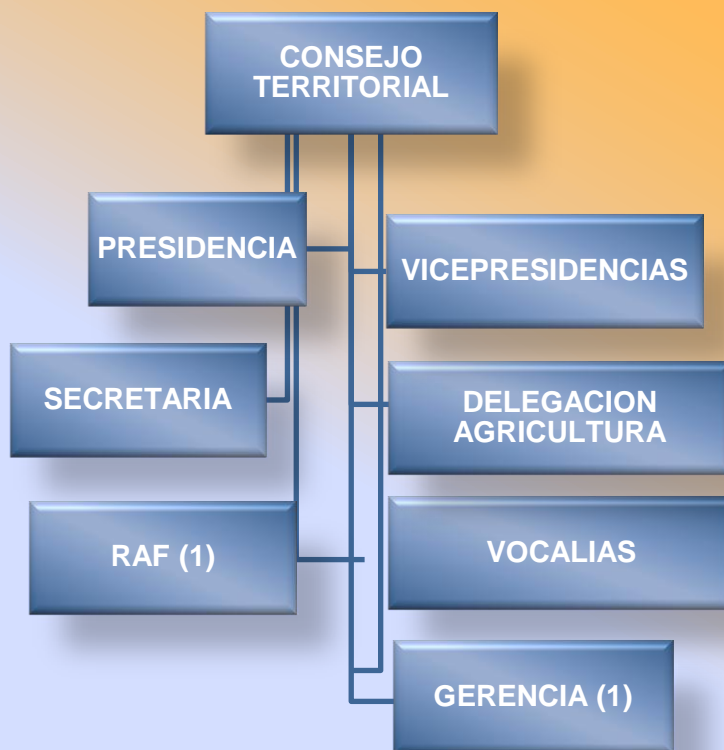 CONSEJO
TERRITORIAL
PRESIDENCIA
VICEPRESIDENCIAS
SECRETARIA
DELEGACION
AGRICULTURA
RAF (1)
VOCALIAS
GERENCIA (1)